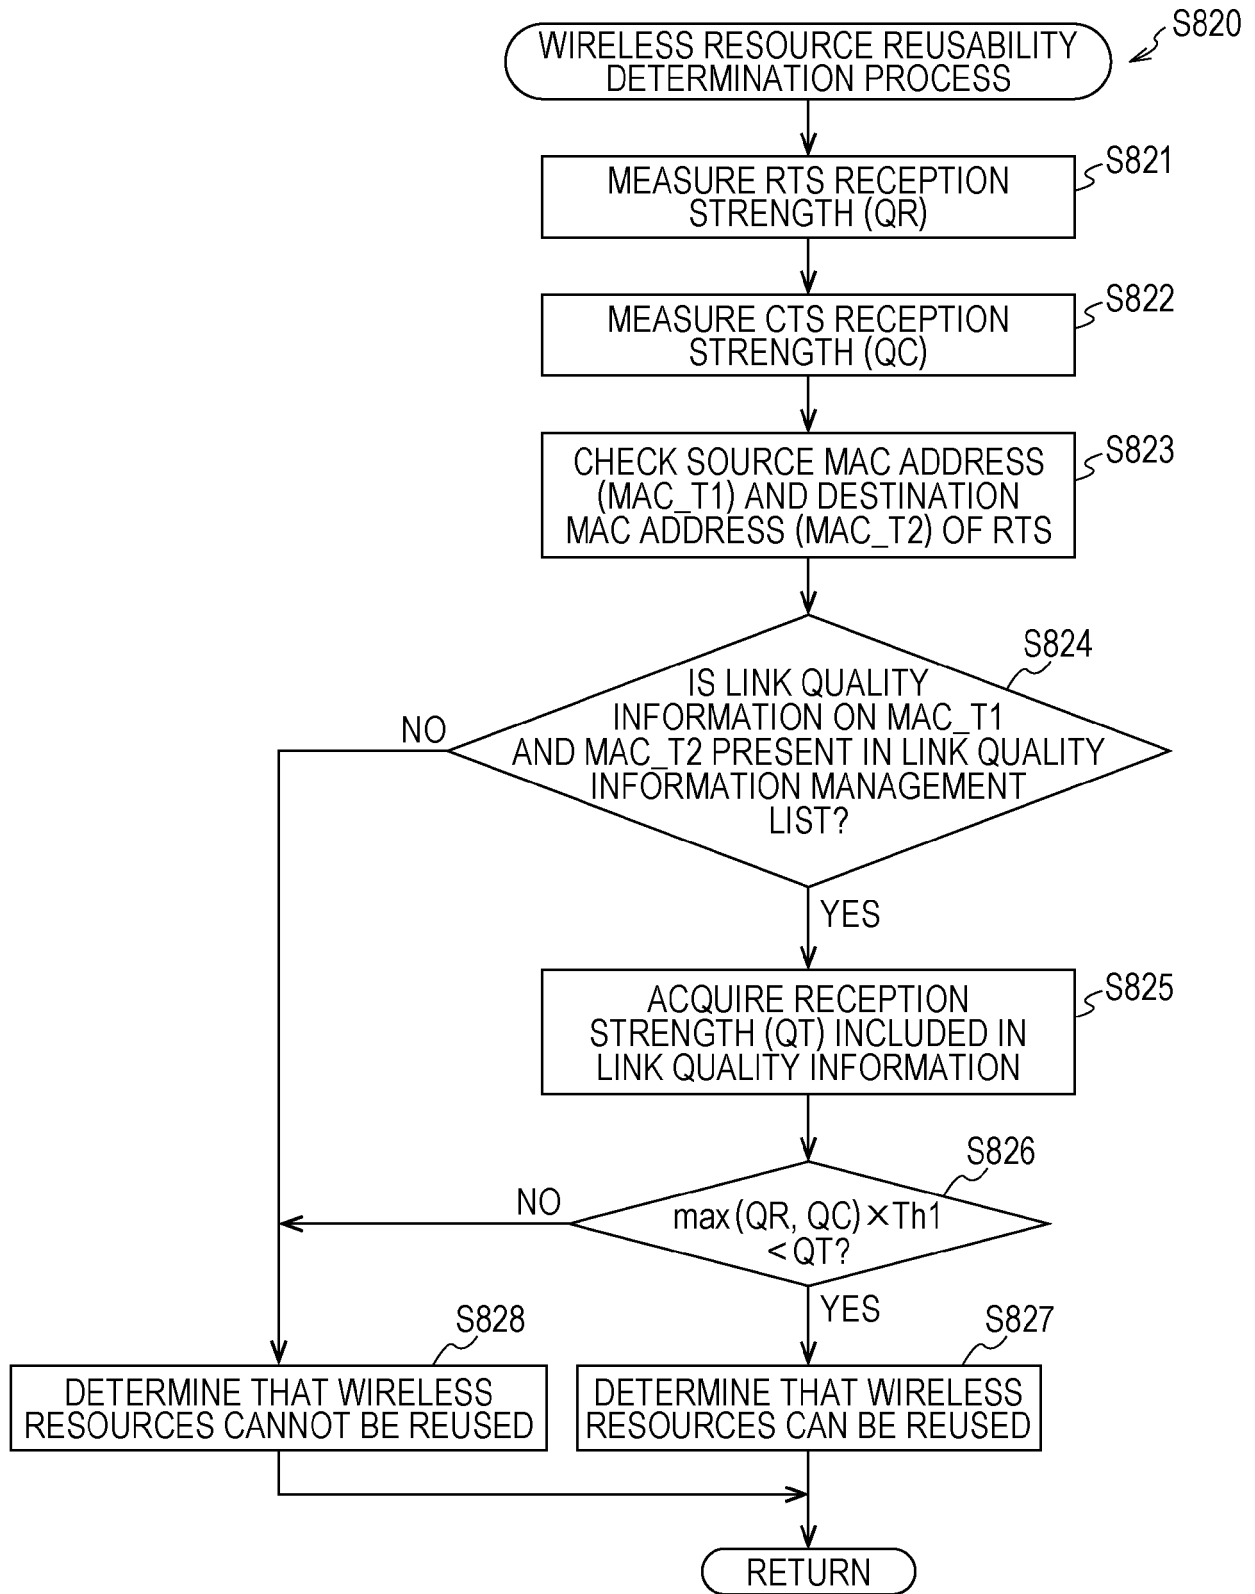 S820
WIRELESS RESOURCE REUSABILITY
DETERMINATION PROCESS
S821
MEASURE RTS RECEPTION
STRENGTH (QR)
S822
MEASURE CTS RECEPTION
STRENGTH (QC)
S823
CHECK SOURCE MAC ADDRESS
(MAC_T1) AND DESTINATION
MAC ADDRESS (MAC_T2) OF RTS
S824
IS LINK QUALITY
INFORMATION ON MAC_T1
AND MAC_T2 PRESENT IN LINK QUALITY
INFORMATION MANAGEMENT
LIST?
NO
YES
S825
ACQUIRE RECEPTION
STRENGTH (QT) INCLUDED IN
LINK QUALITY INFORMATION
S826
max (QR, QC) ×Th1
< QT?
NO
YES
S828
DETERMINE THAT WIRELESS
RESOURCES CANNOT BE REUSED
S827
DETERMINE THAT WIRELESS
RESOURCES CAN BE REUSED
RETURN